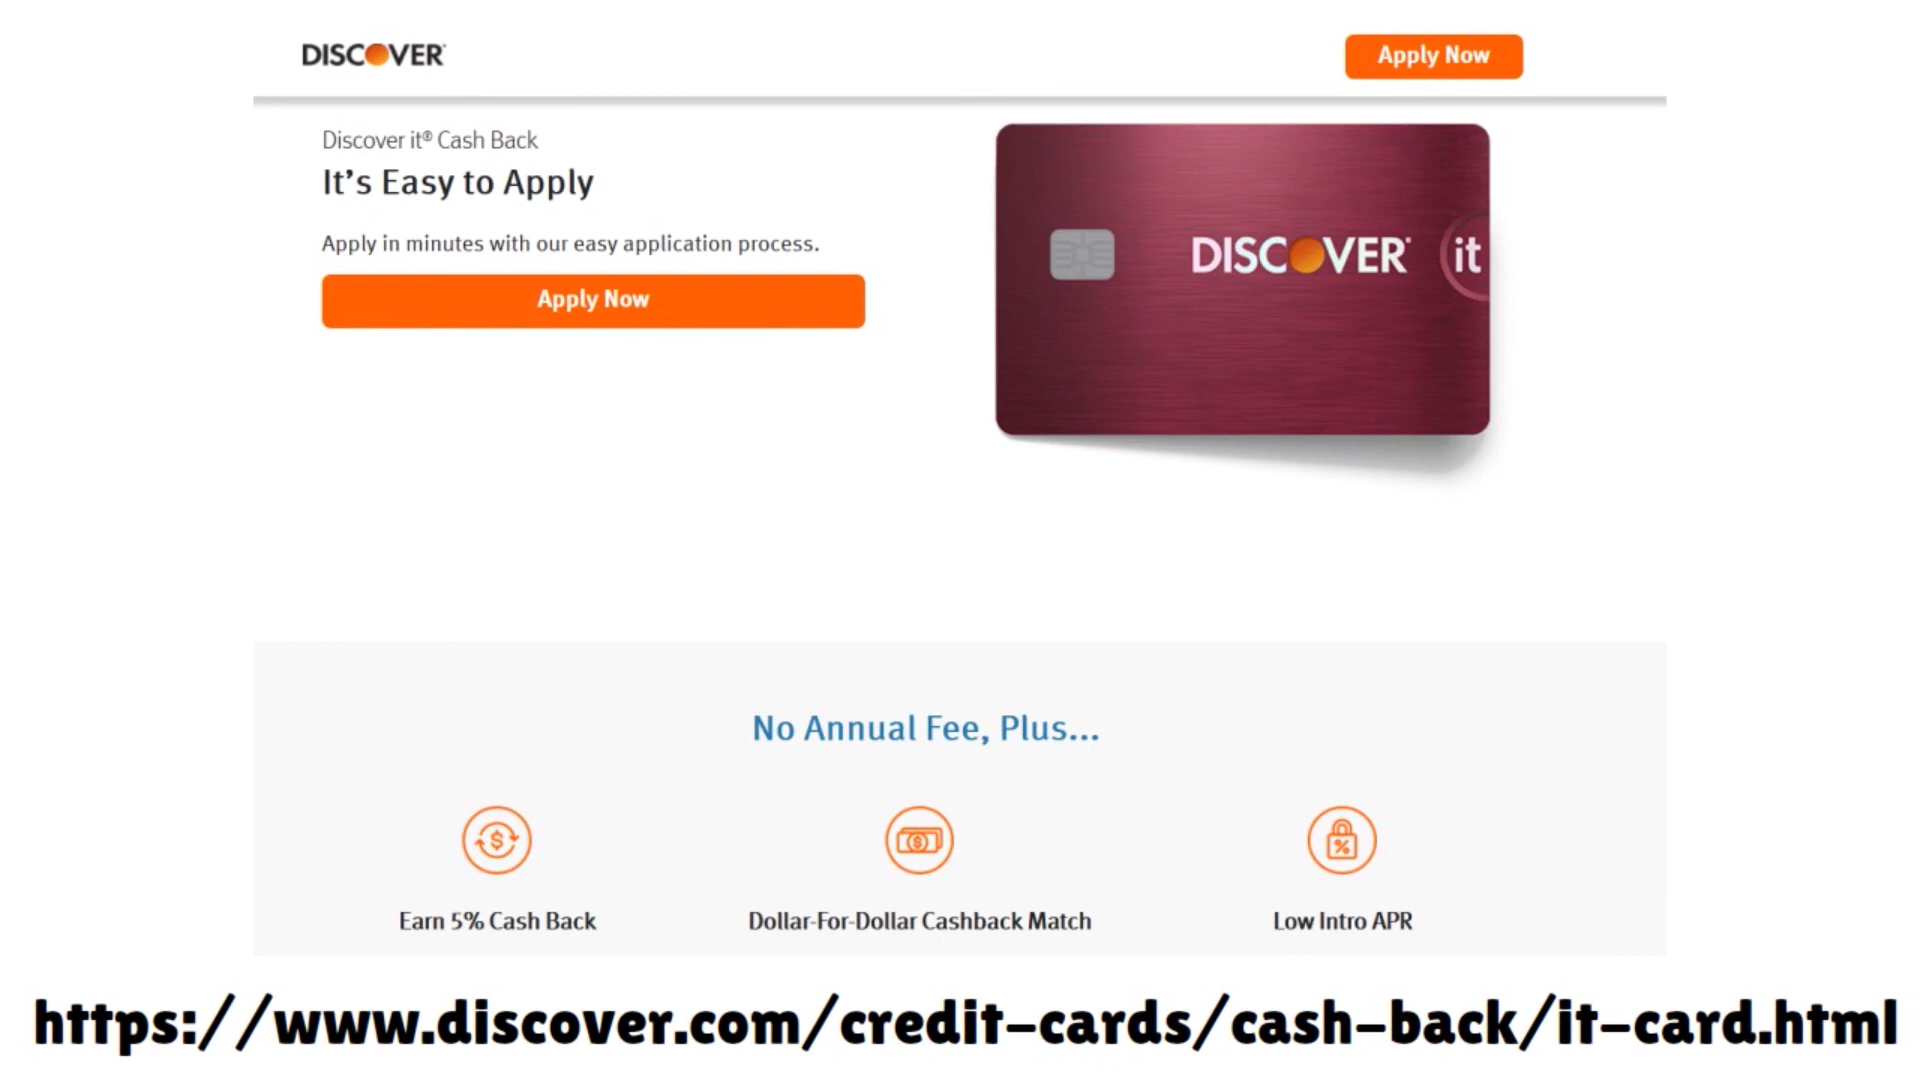 DISCOVER
Apply Now
Discover it® Cash Back
It's Easy to Apply
Apply in minutes with our easy application process.
Apply Now
DISCOVER it
No Annual Fee, Plus...
Earn 5% Cash Back
Dollar-For-Dollar Cashback Match
Low Intro APR
https://www.discover.com/credit-cards/cash-back/it-card.html